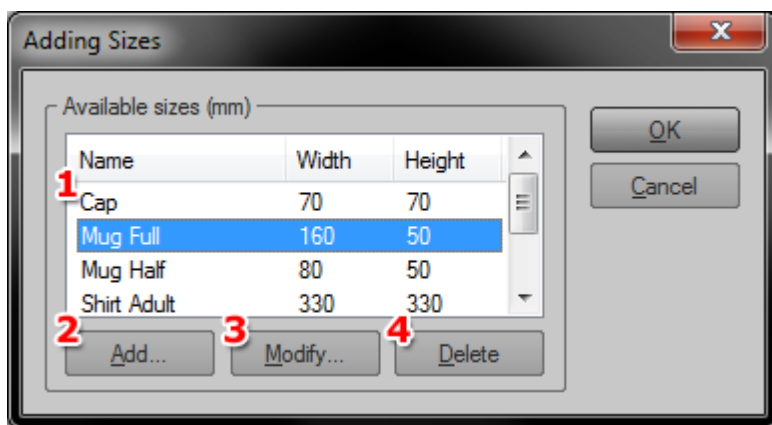 Adding Sizes
Available sizes (mm)
OK
Cancel
Name Width Height
1
Cap 70 70
Mug Full 160 50
Mug Half 80 50
Shirt Adult 330 330
2 3 4
Add... Modify... Delete